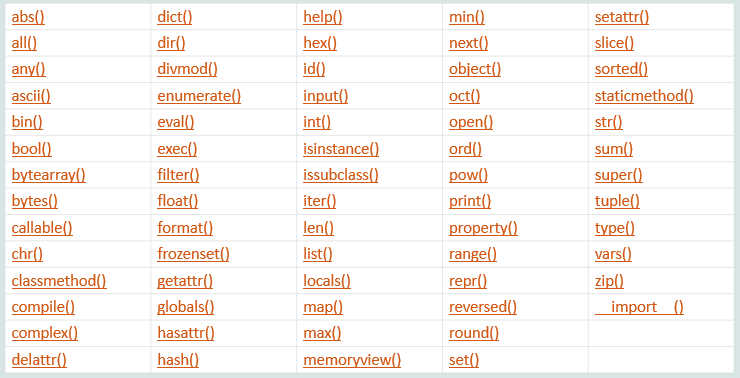 abs() dict() help() min() setattr()
all() dir() hex() next() slice()
any() divmod() id() object() sorted()
ascii() enumerate() input() oct() staticmethod()
bin() eval() int() open() str()
bool() exec() isinstance() ord() sum()
bytearray() filter() issubclass() pow() super()
bytes() float() iter() print() tuple()
callable() format() len() property() type()
chr() frozenset() list() range() vars()
classmethod() getattr() locals() repr() zip()
compile() globals() map() reversed() __import__()
complex() hasattr() max() round()
delattr() hash() memoryview() set()